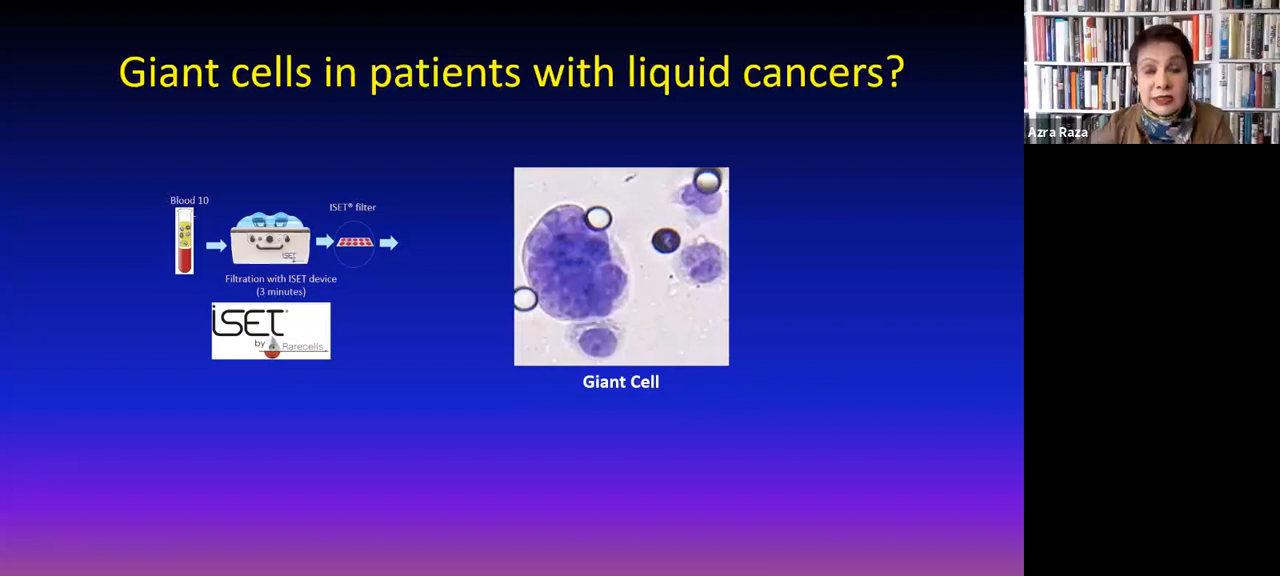 Giant cells in patients with liquid cancers?
Azra Raza
Blood 10
ISET® filter
iSET
Filtration with ISET device
(3 minutes)
iSET®
by Rarecells
Giant Cell